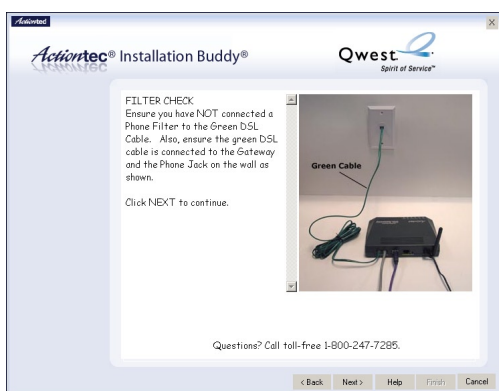 Actiontec
Actiontec® Installation Buddy®
Qwest
Spirit of Service™
FILTER CHECK
Ensure you have NOT connected a
Phone Filter to the Green DSL
Cable. Also, ensure the green DSL
cable is connected to the Gateway
and the Phone Jack on the wall as
shown.
Click NEXT to continue.
Green Cable
Questions? Call toll-free 1-800-247-7285.
< Back
Next >
Help
Finish
Cancel